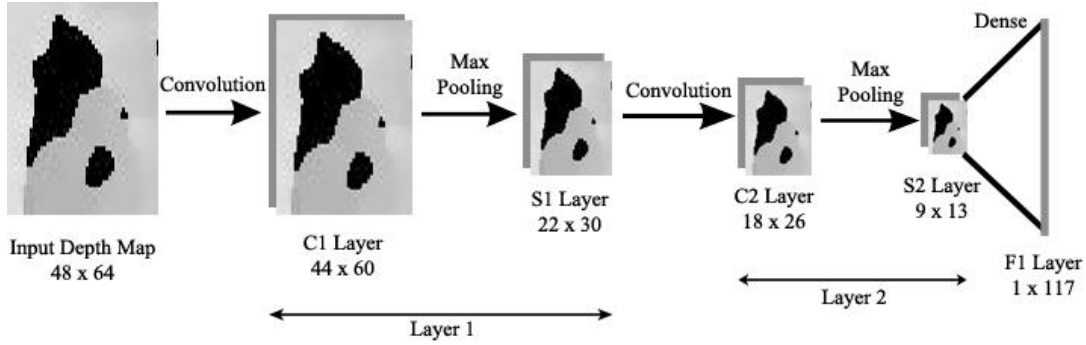 Input Depth Map
48 x 64
Convolution
C1 Layer
44 x 60
Max
Pooling
S1 Layer
22 x 30
Layer 1
Convolution
C2 Layer
18 x 26
Max
Pooling
S2 Layer
9 x 13
Layer 2
Dense
F1 Layer
1 x 117